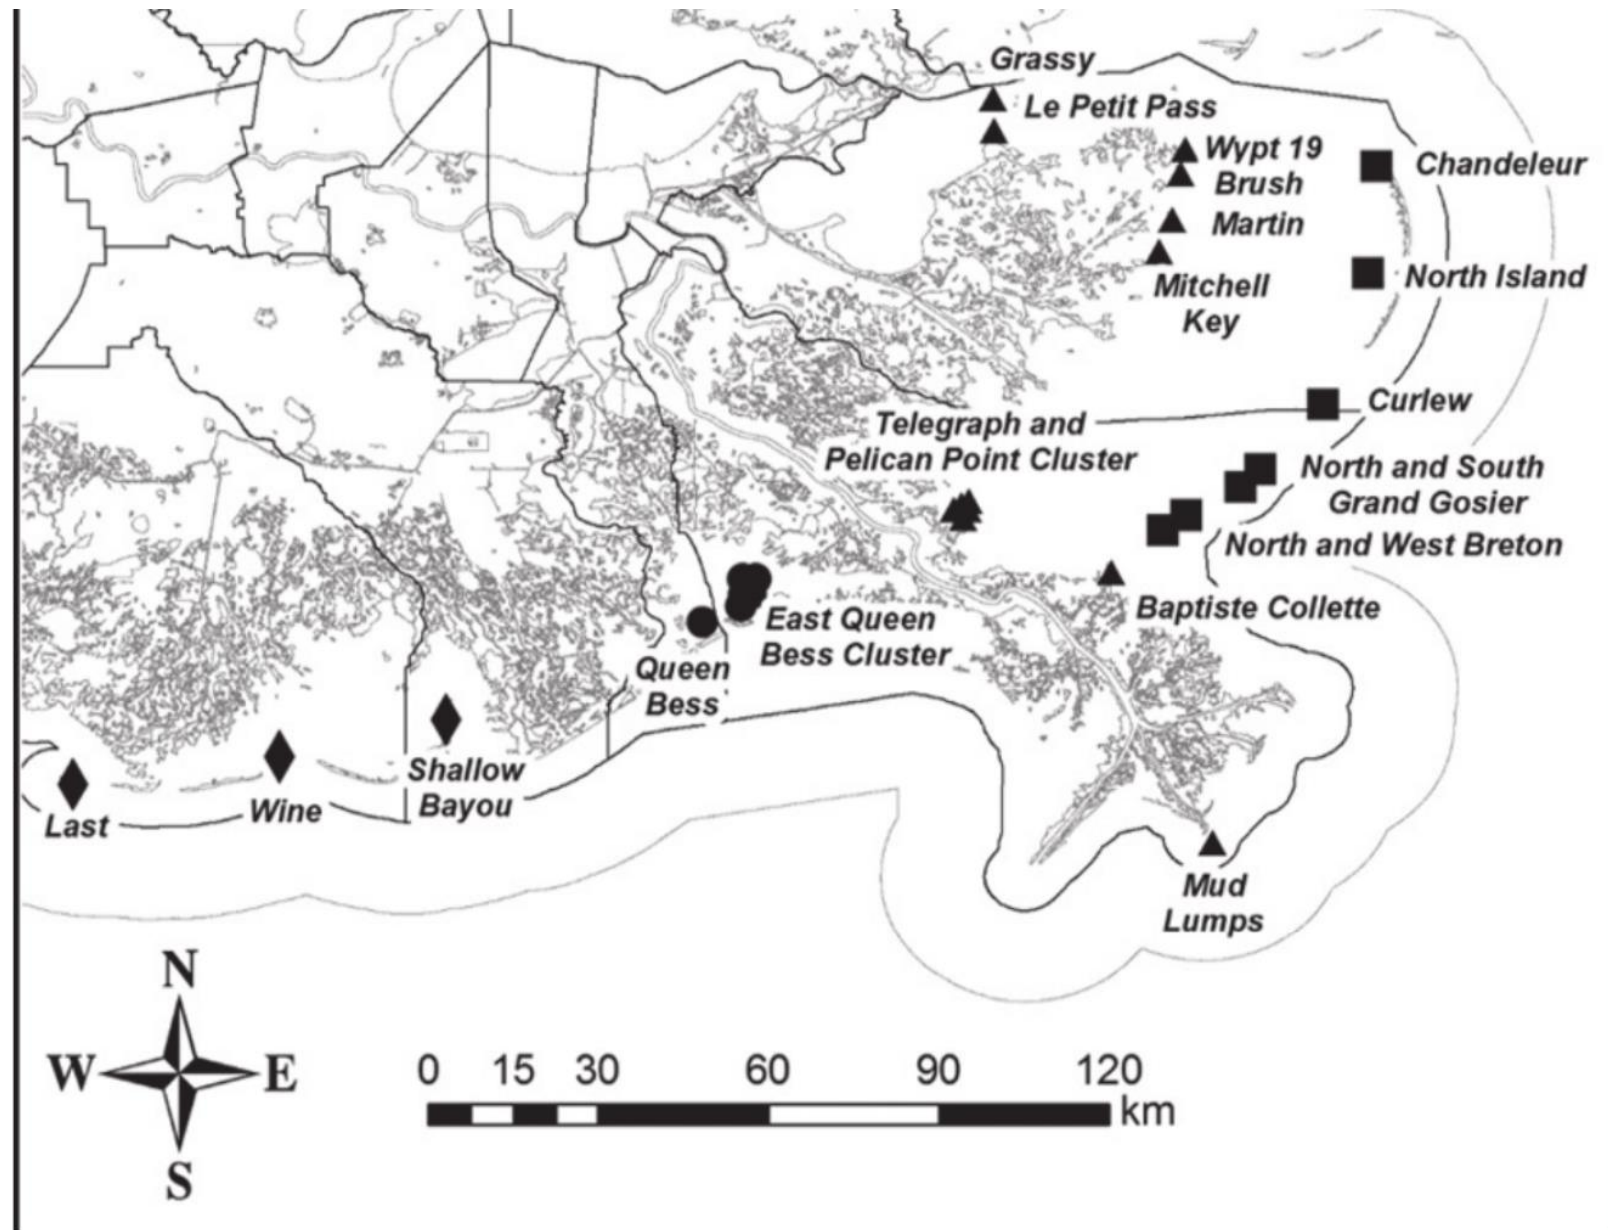 Grassy
Le Petit Pass
Wypt 19
Brush
Chandeleur
Martin
North Island
Mitchell
Key
Curlew
Telegraph and
Pelican Point Cluster
North and South
Grand Gosier
North and West Breton
Baptiste Collette
East Queen
Bess Cluster
Queen
Bess
Shallow
Bayou
Wine
Last
Mud
Lumps
N
W E
S
0 15 30 60 90 120
km